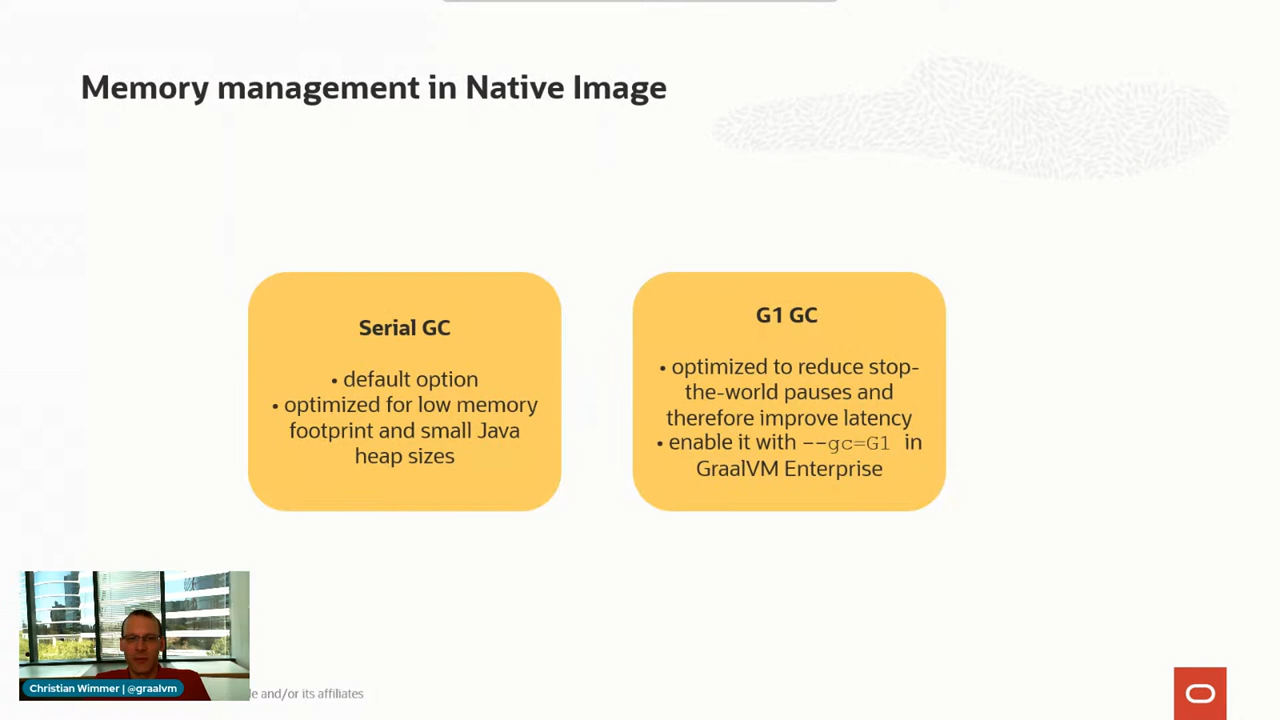 Memory management in Native Image
Serial GC
• default option
• optimized for low memory
footprint and small Java
heap sizes
G1 GC
• optimized to reduce stop-
the-world pauses and
therefore improve latency
• enable it with --gc=G1 in
GraalVM Enterprise
Christian Wimmer | @graalvm
and/or its affiliates